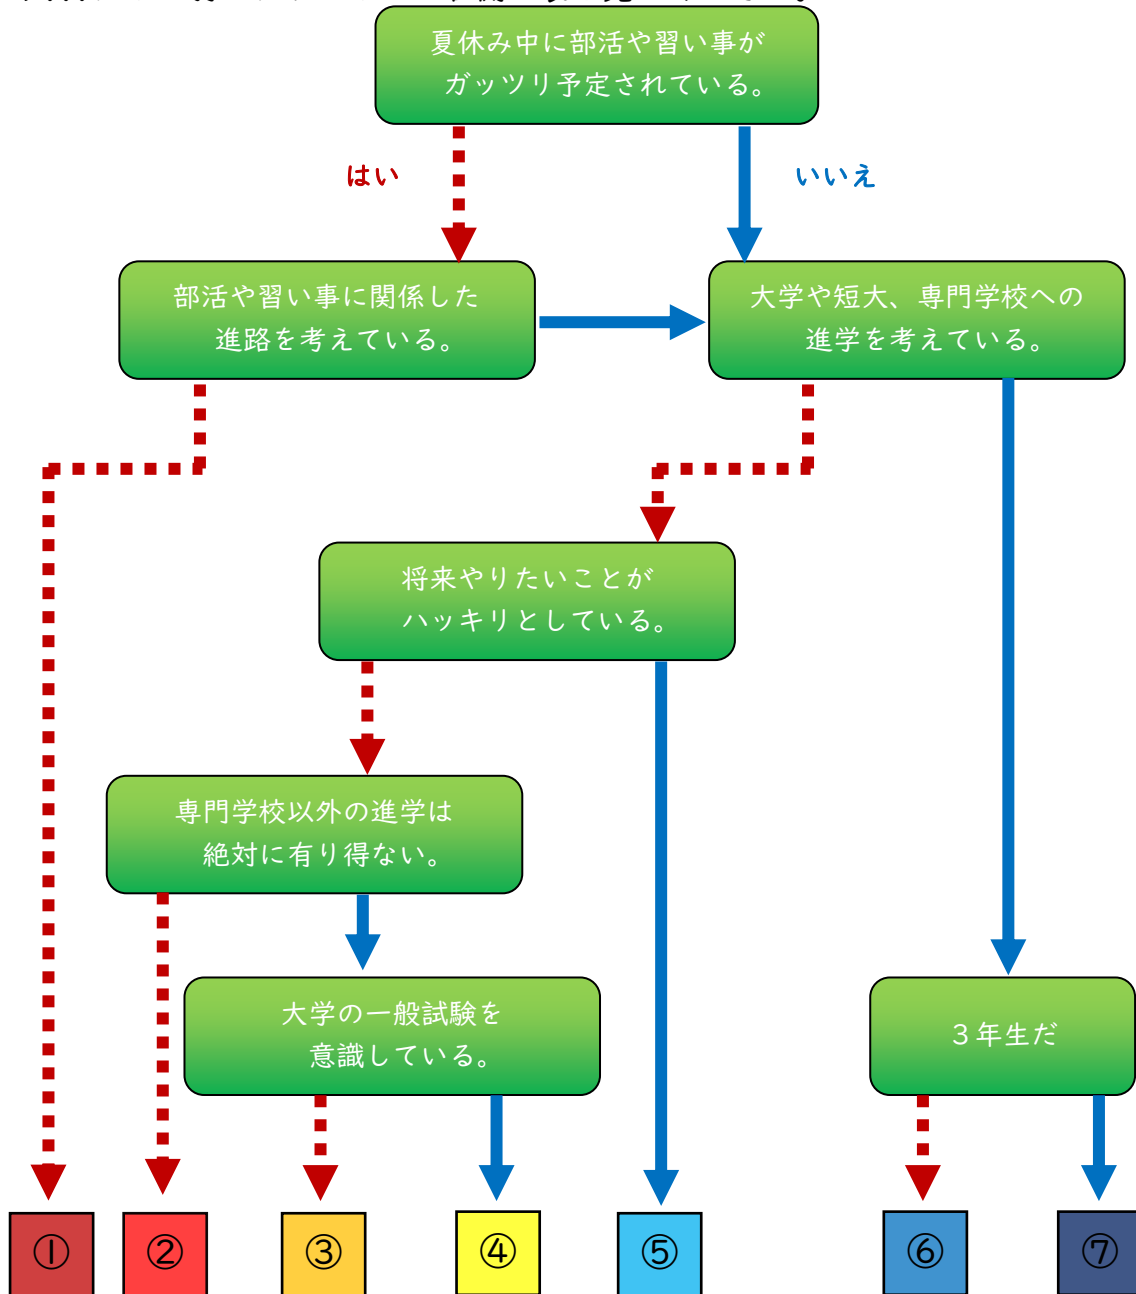 夏休み中に部活や習い事が
ガッツリ予定されている。
はい
いいえ
部活や習い事に関係した
進路を考えている。
大学や短大、専門学校への
進学を考えている。
将来やりたいことが
ハッキリとしている。
専門学校以外の進学は
絶対に有り得ない。
大学の一般試験を
意識している。
３年生だ
①
②
③
④
⑤
⑥
⑦